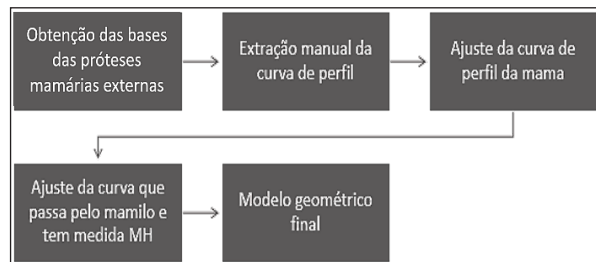 Obtenção das bases
das próteses
mamárias externas
Extração manual da
curva de perfil
Ajuste da curva de
perfil da mama
Ajuste da curva que
passa pelo mamilo e
tem medida MH
Modelo geométrico
final